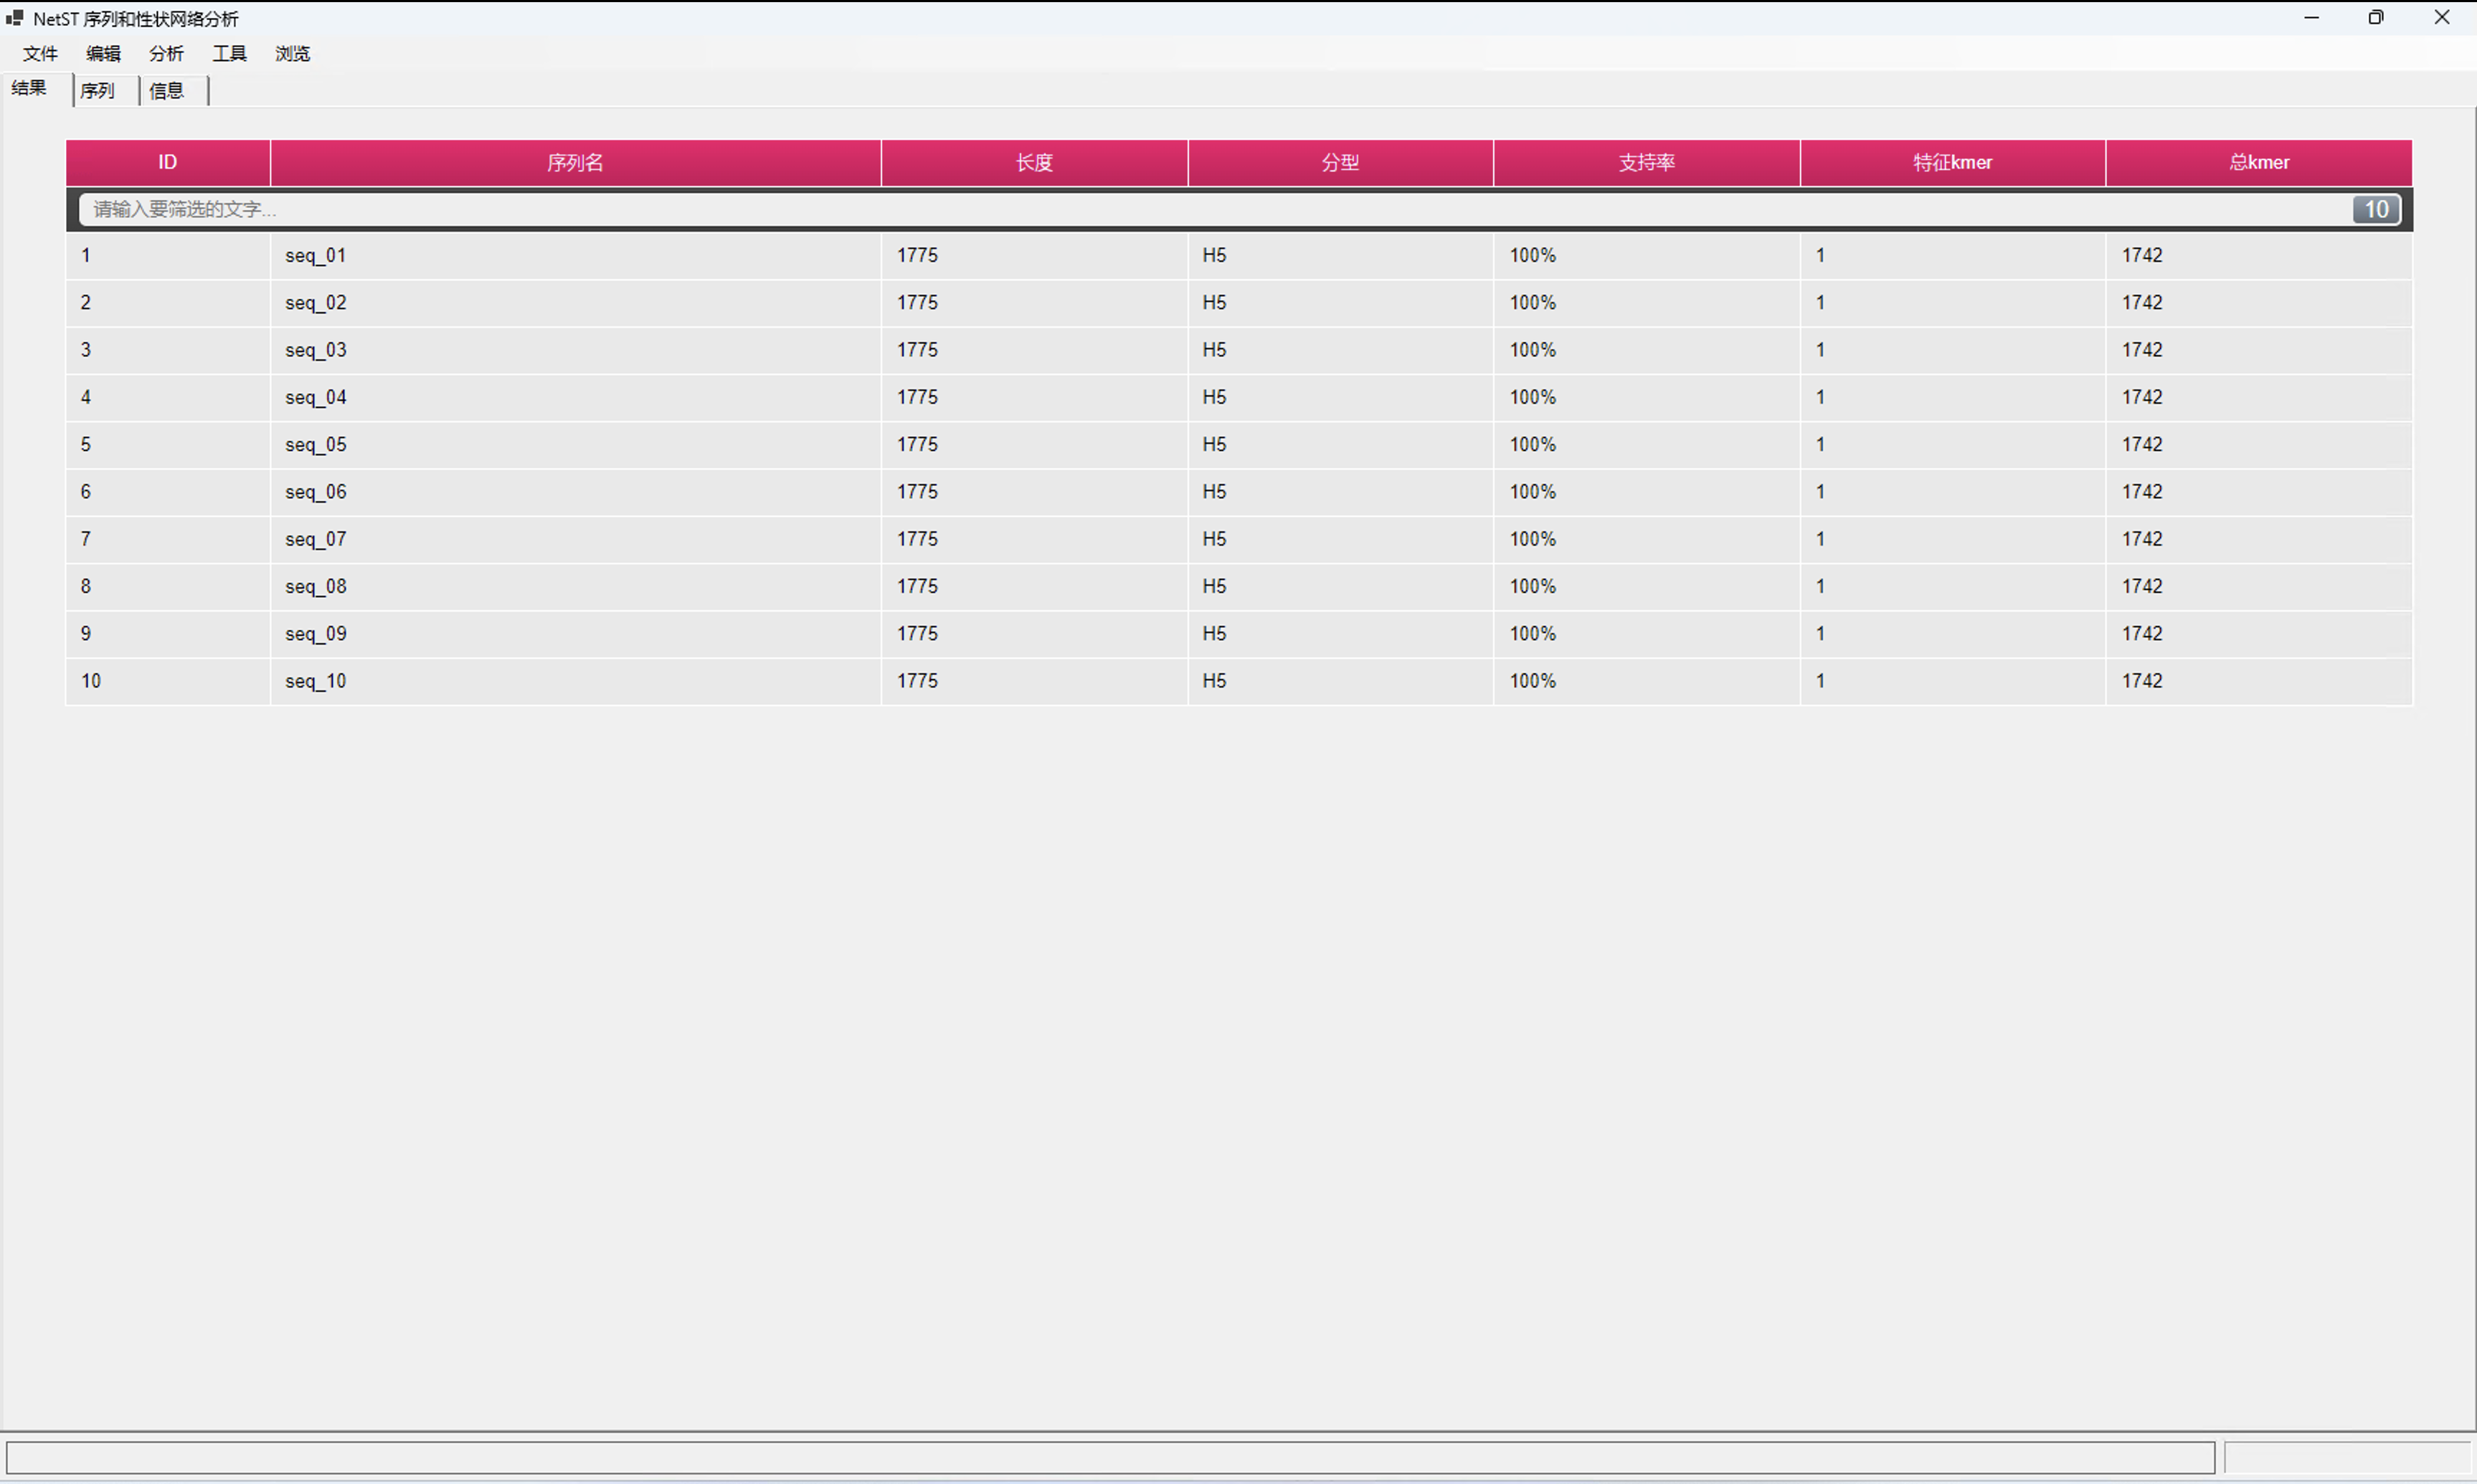 NetST 序列和性状网络分析
文件 编辑 分析 工具 浏览
结果 序列 信息
ID 序列名 长度 分型 支持率 特征kmer 总kmer
请输入要筛选的文字... 10
1 seq_01 1775 H5 100% 1 1742
2 seq_02 1775 H5 100% 1 1742
3 seq_03 1775 H5 100% 1 1742
4 seq_04 1775 H5 100% 1 1742
5 seq_05 1775 H5 100% 1 1742
6 seq_06 1775 H5 100% 1 1742
7 seq_07 1775 H5 100% 1 1742
8 seq_08 1775 H5 100% 1 1742
9 seq_09 1775 H5 100% 1 1742
10 seq_10 1775 H5 100% 1 1742